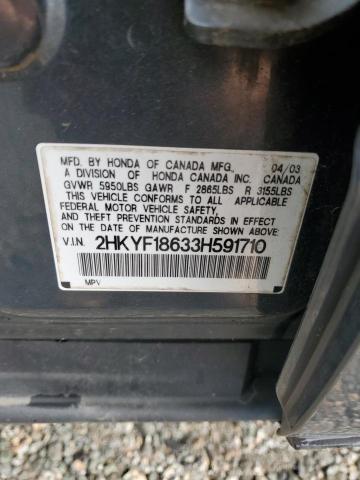 MFD. BY HONDA OF CANADA MFG., 04/03
A DIVISION OF HONDA CANADA INC. CANADA
GVWR 5950LBS GAWR F 2865LBS R 3155LBS
THIS VEHICLE CONFORMS TO ALL APPLICABLE
FEDERAL MOTOR VEHICLE SAFETY,
AND THEFT PREVENTION STANDARDS IN EFFECT
ON THE DATE OF MANUFACTURE SHOWN ABOVE.
V.I.N. 2HKYF18633H591710
MPV